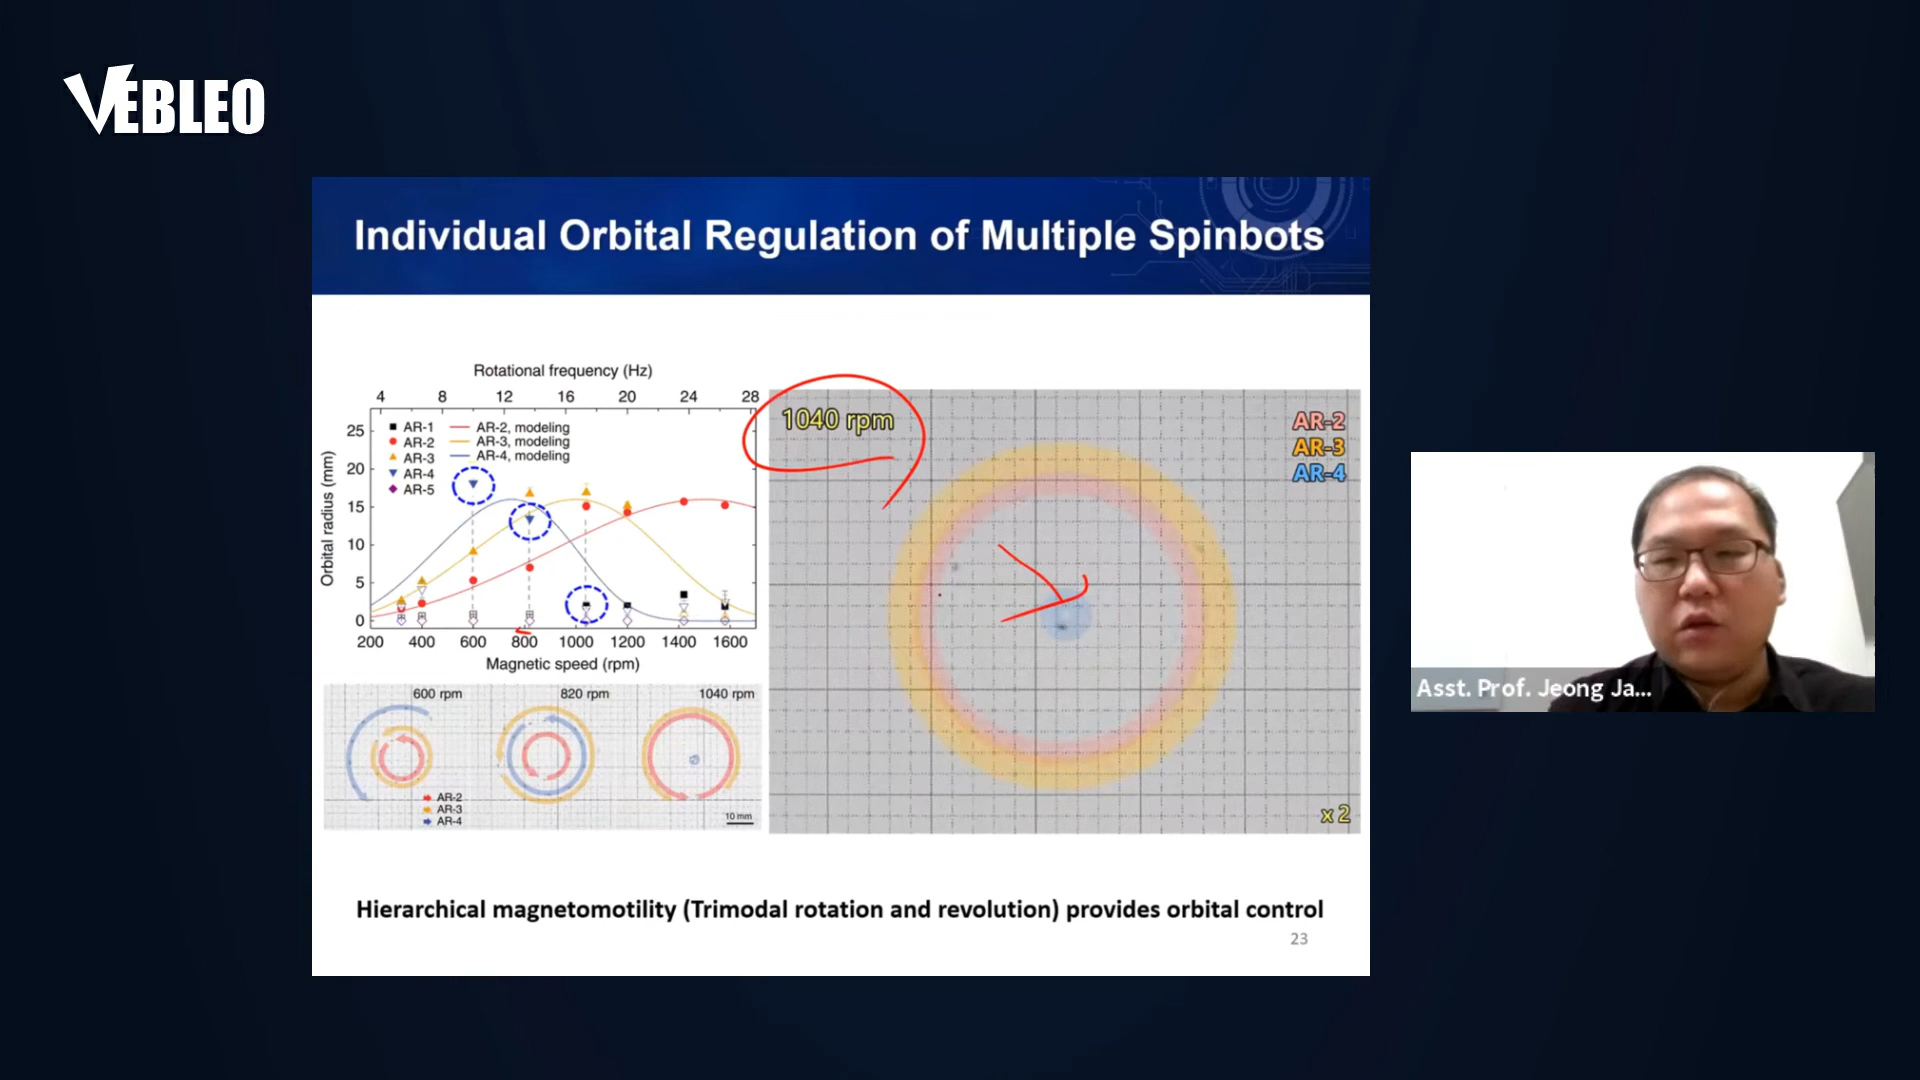 VEBLEO
Individual Orbital Regulation of Multiple Spinbots
Rotational frequency (Hz)
4 8 12 16 20 24 28
AR-1
AR-2
AR-3
AR-4
AR-5
AR-2, modeling
AR-3, modeling
AR-4, modeling
Orbital radius (mm)
25
20
15
10
5
0
200 400 600 800 1000 1200 1400 1600
Magnetic speed (rpm)
600 rpm
820 rpm
1040 rpm
AR-2
AR-3
AR-4
10 mm
1040 rpm
AR-2
AR-3
AR-4
x 2
Asst. Prof. Jeong Ja...
Hierarchical magnetomotility (Trimodal rotation and revolution) provides orbital control
23